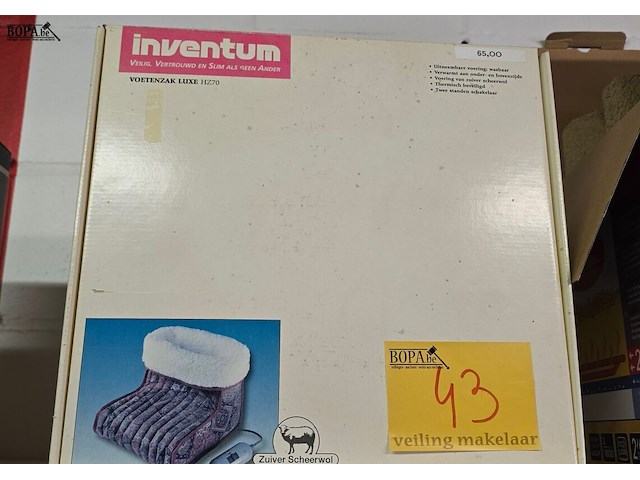 BOPA.be
inventum
VEILIG, VERTROUWD EN SLIM ALS GEEN ANDER
VOETENZAK LUXE HZ70
65,00
• Uitneembare voering; wasbaar
• Verwarmt aan onder- en bovenzijde
• Voering van zuiver scheerwol
• Thermisch beveiligd
• Twee standen schakelaar
Zuiver Scheerwol
BOPA.be
43
veiling makelaar